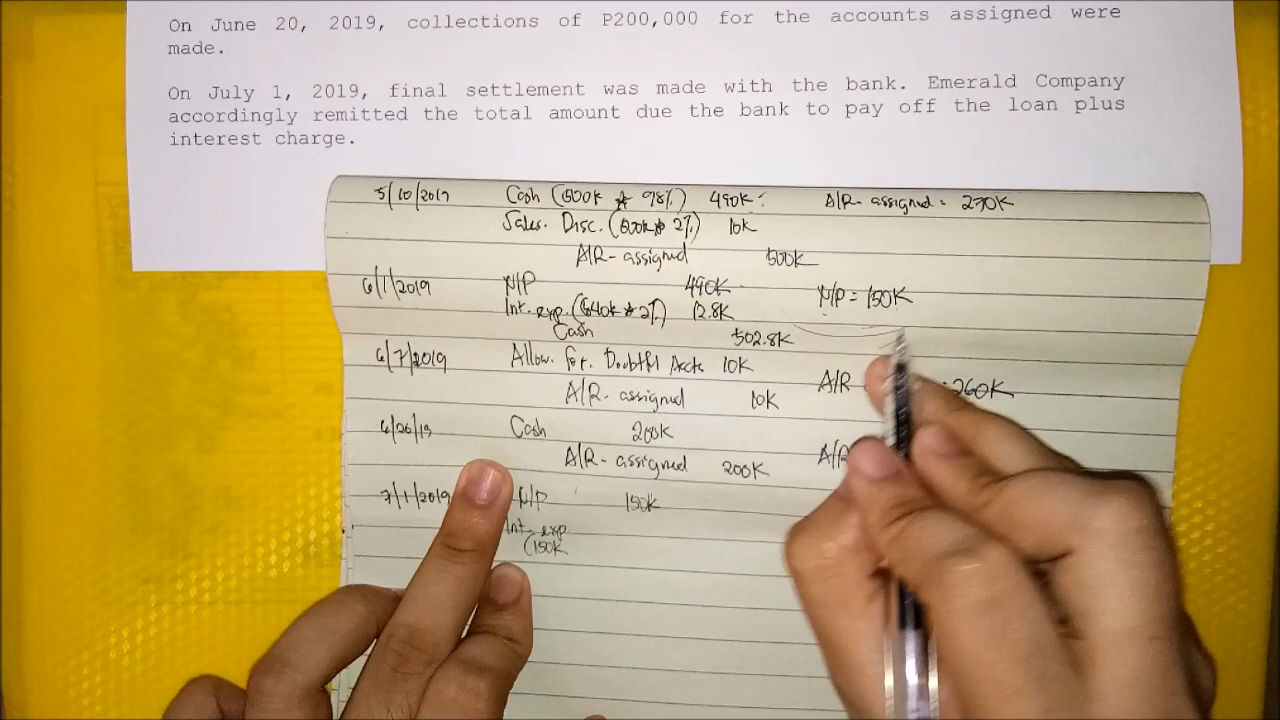 On June 20, 2019, collections of P200,000 for the accounts assigned were
made.
On July 1, 2019, final settlement was made with the bank. Emerald Company
accordingly remitted the total amount due the bank to pay off the loan plus
interest charge.
5/10/2019 Cash (500K * 98%) 490K A/R- assigned = 270K
Sales. Disc. (500K * 2%) 10K
A/R- assigned 500K
6/1/2019 N/P 490K N/P = 150K
Int. exp. (640K * 2%) 12.8K
Cash 502.8K
6/7/2019 Allow. for. Doubtful Accts 10K
A/R- assigned 10K A/R 260K
6/20/19 Cash 200K
A/R- assigned 200K A/R
7/1/2019 N/P 150K
Int. exp
(150K